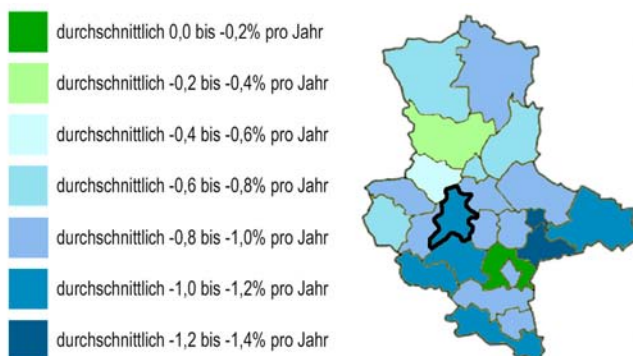 durchschnittlich 0,0 bis -0,2% pro Jahr
durchschnittlich -0,2 bis -0,4% pro Jahr
durchschnittlich -0,4 bis -0,6% pro Jahr
durchschnittlich -0,6 bis -0,8% pro Jahr
durchschnittlich -0,8 bis -1,0% pro Jahr
durchschnittlich -1,0 bis -1,2% pro Jahr
durchschnittlich -1,2 bis -1,4% pro Jahr